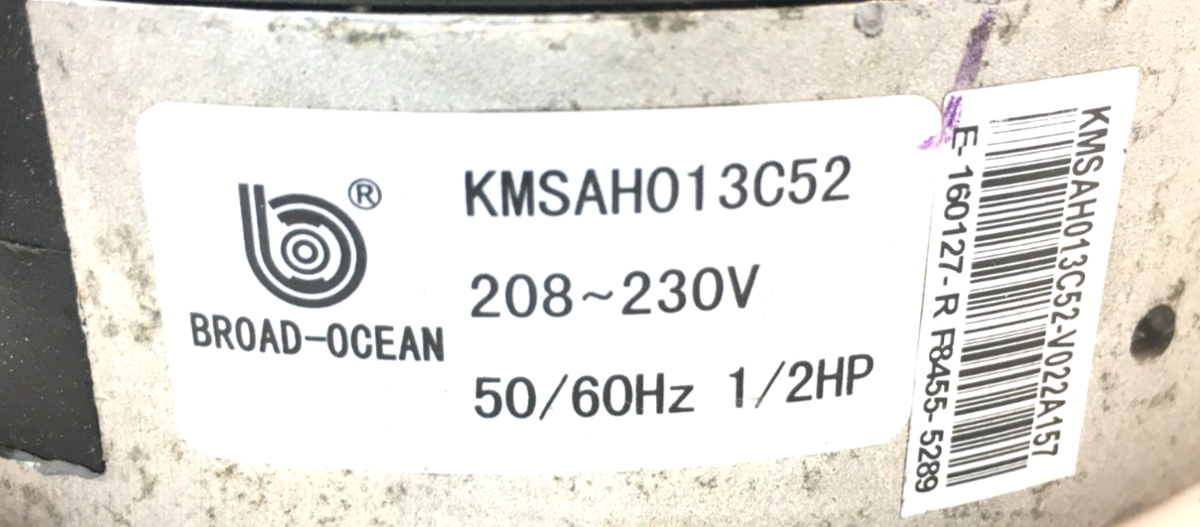 KMSAH013C52
208~230V
50/60Hz 1/2HP
®
BROAD-OCEAN
KMSAH013C52-V022A157
E-160127-R F8455-5289